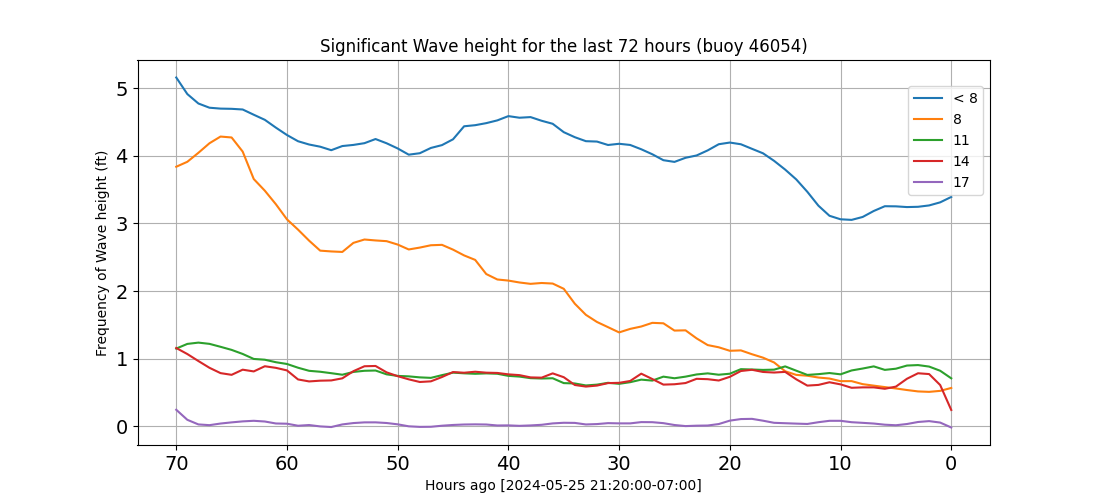 Significant Wave height for the last 72 hours (buoy 46054)
Frequency of Wave height (ft)
5
4
3
2
1
0
< 8
8
11
14
17
70 60 50 40 30 20 10 0
Hours ago [2024-05-25 21:20:00-07:00]